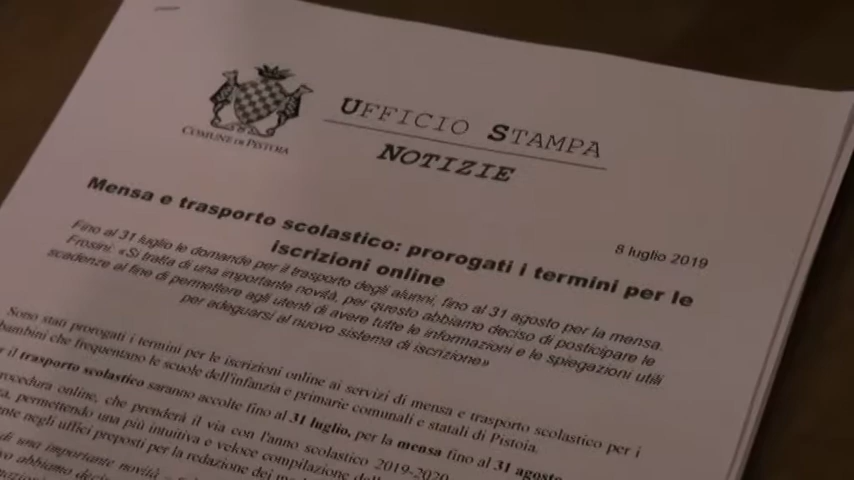 COMUNE DI PISTOIA
UFFICIO STAMPA
NOTIZIE
8 luglio 2019
Mensa e trasporto scolastico: prorogati i termini per le
iscrizioni online
Fino al 31 luglio le domande per il trasporto degli alunni, fino al 31 agosto per la mensa.
Frosini: «Si tratta di una importante novità, per questo abbiamo deciso di posticipare le
scadenze al fine di permettere agli utenti di avere tutte le informazioni e le spiegazioni utili
per adeguarsi al nuovo sistema di iscrizione»
Sono stati prorogati i termini per le iscrizioni online ai servizi di mensa e trasporto scolastico per i
bambini che frequentano le scuole dell'infanzia e primarie comunali e statali di Pistoia.
il trasporto scolastico saranno accolte fino al 31 luglio, per la mensa fino al 31 agosto
procedura online, che prenderà il via con l'anno scolastico 2019-2020
permettendo una più intuitiva e veloce compilazione
negli uffici preposti per la redazione dei
di una importante novità
abbiamo